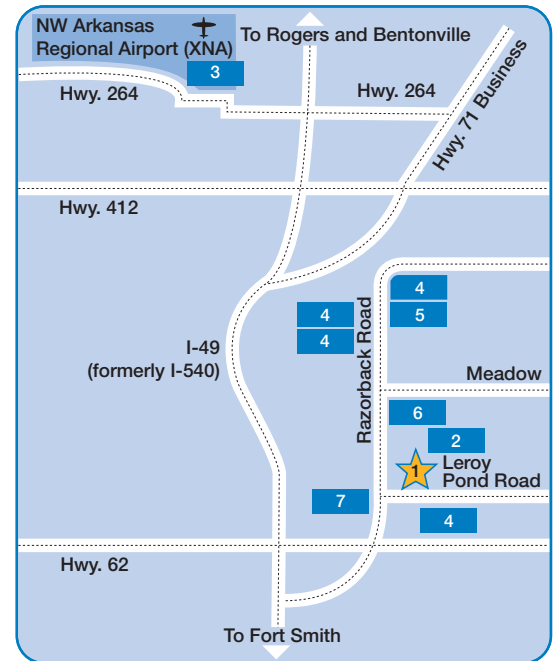 NW Arkansas
Regional Airport (XNA)
To Rogers and Bentonville
3
Hwy. 264
Hwy. 264
Hwy. 71 Business
Hwy. 412
4
4
5
4
Razorback Road
I-49
(formerly I-540)
Meadow
6
2
1
Leroy
Pond Road
7
4
Hwy. 62
To Fort Smith